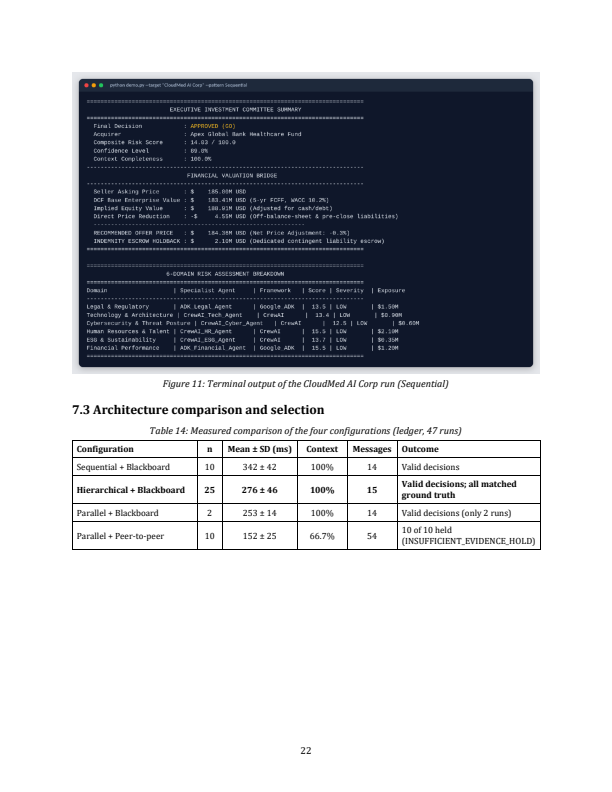 python demo.py --target "CloudMed AI Corp" --pattern Sequential
EXECUTIVE INVESTMENT COMMITTEE SUMMARY
Final Decision : APPROVED (GO)
Acquirer : Apex Global Bank Healthcare Fund
Composite Risk Score : 14.03 / 100.0
Confidence Level : 89.0%
Context Completeness : 100.0%
FINANCIAL VALUATION BRIDGE
Seller Asking Price : $ 185.00M USD
DCF Base Enterprise Value : $ 183.41M USD (5-yr FCFF, WACC 10.2%)
Implied Equity Value : $ USD (Adjusted for cash/debt)
Direct Price Reduction : -$ USD (Off-balance-sheet & pre-close liabilities)
RECOMMENDED OFFER PRICE : $ USD (Net Price Adjustment: -0.3%)
INDEMNITY ESCROW HOLDBACK : $ 2.10M USD (Dedicated contingent liability escrow)
6-DOMAIN RISK ASSESSMENT BREAKDOWN
Domain | Specialist Agent | Framework | Score | Severity | Exposure
Legal & Regulatory | ADK_Legal_Agent | Google ADK | 13.5 | LOW | $1.50M
Technology & Architecture | CrewAI_Tech_Agent | CrewAI | 13.4 | LOW | $0.90M
Cybersecurity & Threat Posture | CrewAI_Cyber_Agent | CrewAI | 12.5 | LOW | $0.60M
Human Resources & Talent | CrewAI_HR_Agent | CrewAI | 15.5 | LOW | $2.10M
ESG & Sustainability | CrewAI_ESG_Agent | CrewAI | 13.7 | LOW | $0.35M
Financial Performance | ADK_Financial_Agent | Google ADK | 15.5 | LOW | $1.20M
Figure 11: Terminal output of the CloudMed AI Corp run (Sequential)
7.3 Architecture comparison and selection
Table 14: Measured comparison of the four configurations (ledger, 47 runs)
Configuration n Mean ± SD (ms) Context Messages Outcome
Sequential + Blackboard 10 342 ± 42 100% 14 Valid decisions
Hierarchical + Blackboard 25 276 ± 46 100% 15 Valid decisions; all matched
ground truth
Parallel + Blackboard 2 253 ± 14 100% 14 Valid decisions (only 2 runs)
Parallel + Peer-to-peer 10 152 ± 25 66.7% 54 10 of 10 held
(INSUFFICIENT_EVIDENCE_HOLD)
22